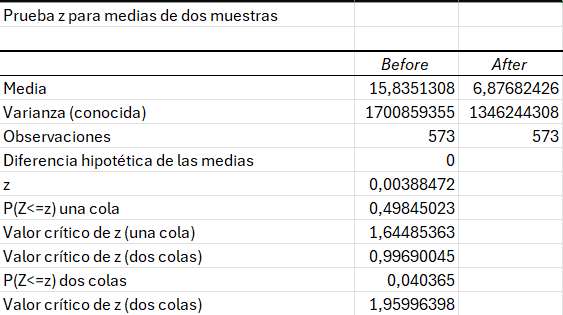 Prueba z para medias de dos muestras
Before After
Media 15,8351308 6,87682426
Varianza (conocida) 1700859355 1346244308
Observaciones 573 573
Diferencia hipotética de las medias 0
z 0,00388472
P(Z<=z) una cola 0,49845023
Valor crítico de z (una cola) 1,64485363
Valor crítico de z (dos colas) 0,99690045
P(Z<=z) dos colas 0,040365
Valor crítico de z (dos colas) 1,95996398